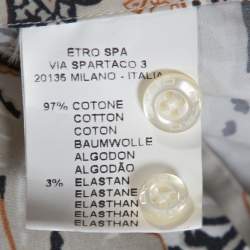 ETRO SPA
VIA SPARTACO 3
20135 MILANO - ITALIA
97% COTONE
COTTON
COTON
BAUMWOLLE
ALGODON
ALGODÃO
3% ELASTAN
ELASTANE
ELASTHAN
ELASTHAN